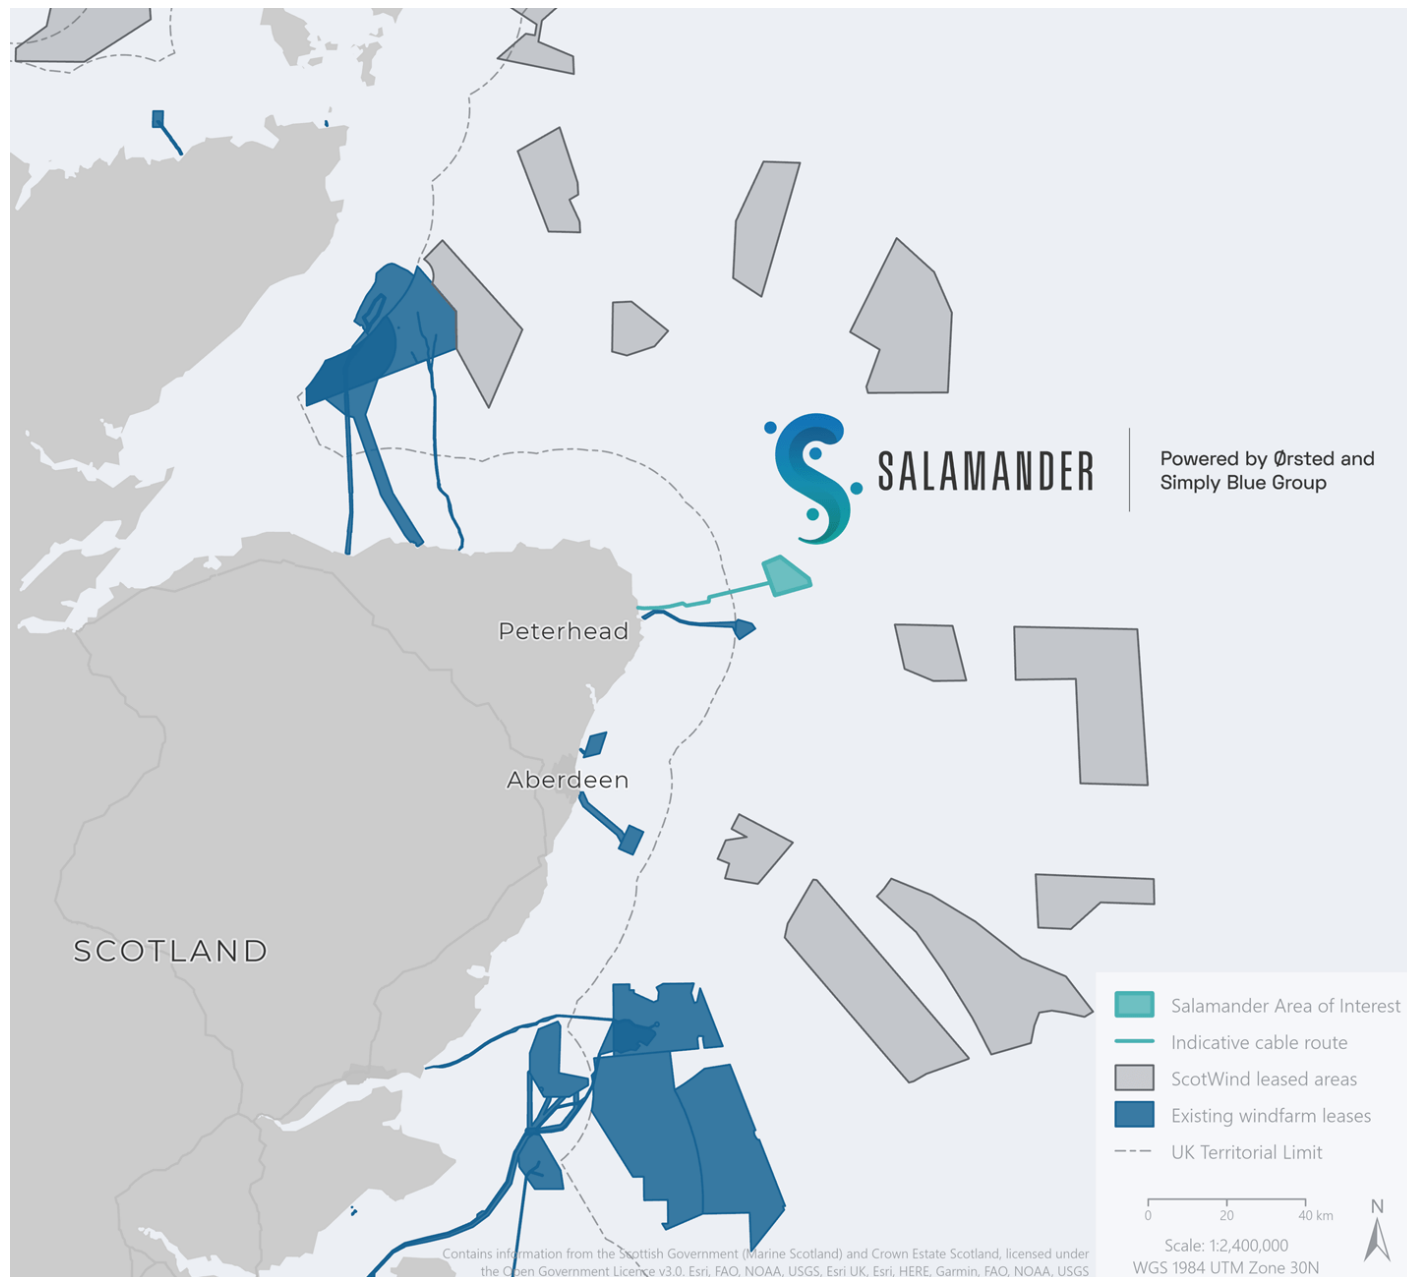 SALAMANDER
Powered by Ørsted and
Simply Blue Group
Peterhead
Aberdeen
SCOTLAND
Salamander Area of Interest
Indicative cable route
ScotWind leased areas
Existing windfarm leases
UK Territorial Limit
0 20 40 km
N
Scale: 1:2,400,000
WGS 1984 UTM Zone 30N
Contains information from the Scottish Government (Marine Scotland) and Crown Estate Scotland, licensed under
the Open Government Licence v3.0. Esri, FAO, NOAA, USGS, Esri UK, Esri, HERE, Garmin, FAO, NOAA, USGS